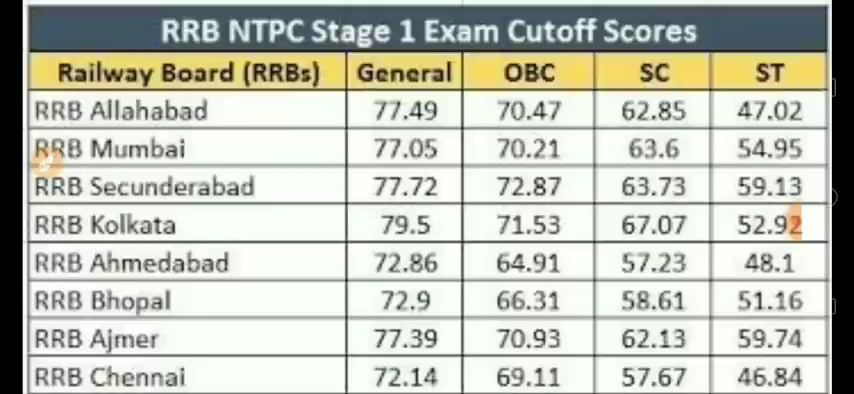 RRB NTPC Stage 1 Exam Cutoff Scores
Railway Board (RRBs) General OBC SC ST
RRB Allahabad 77.49 70.47 62.85 47.02
RRB Mumbai 77.05 70.21 63.6 54.95
RRB Secunderabad 77.72 72.87 63.73 59.13
RRB Kolkata 79.5 71.53 67.07 52.92
RRB Ahmedabad 72.86 64.91 57.23 48.1
RRB Bhopal 72.9 66.31 58.61 51.16
RRB Ajmer 77.39 70.93 62.13 59.74
RRB Chennai 72.14 69.11 57.67 46.84